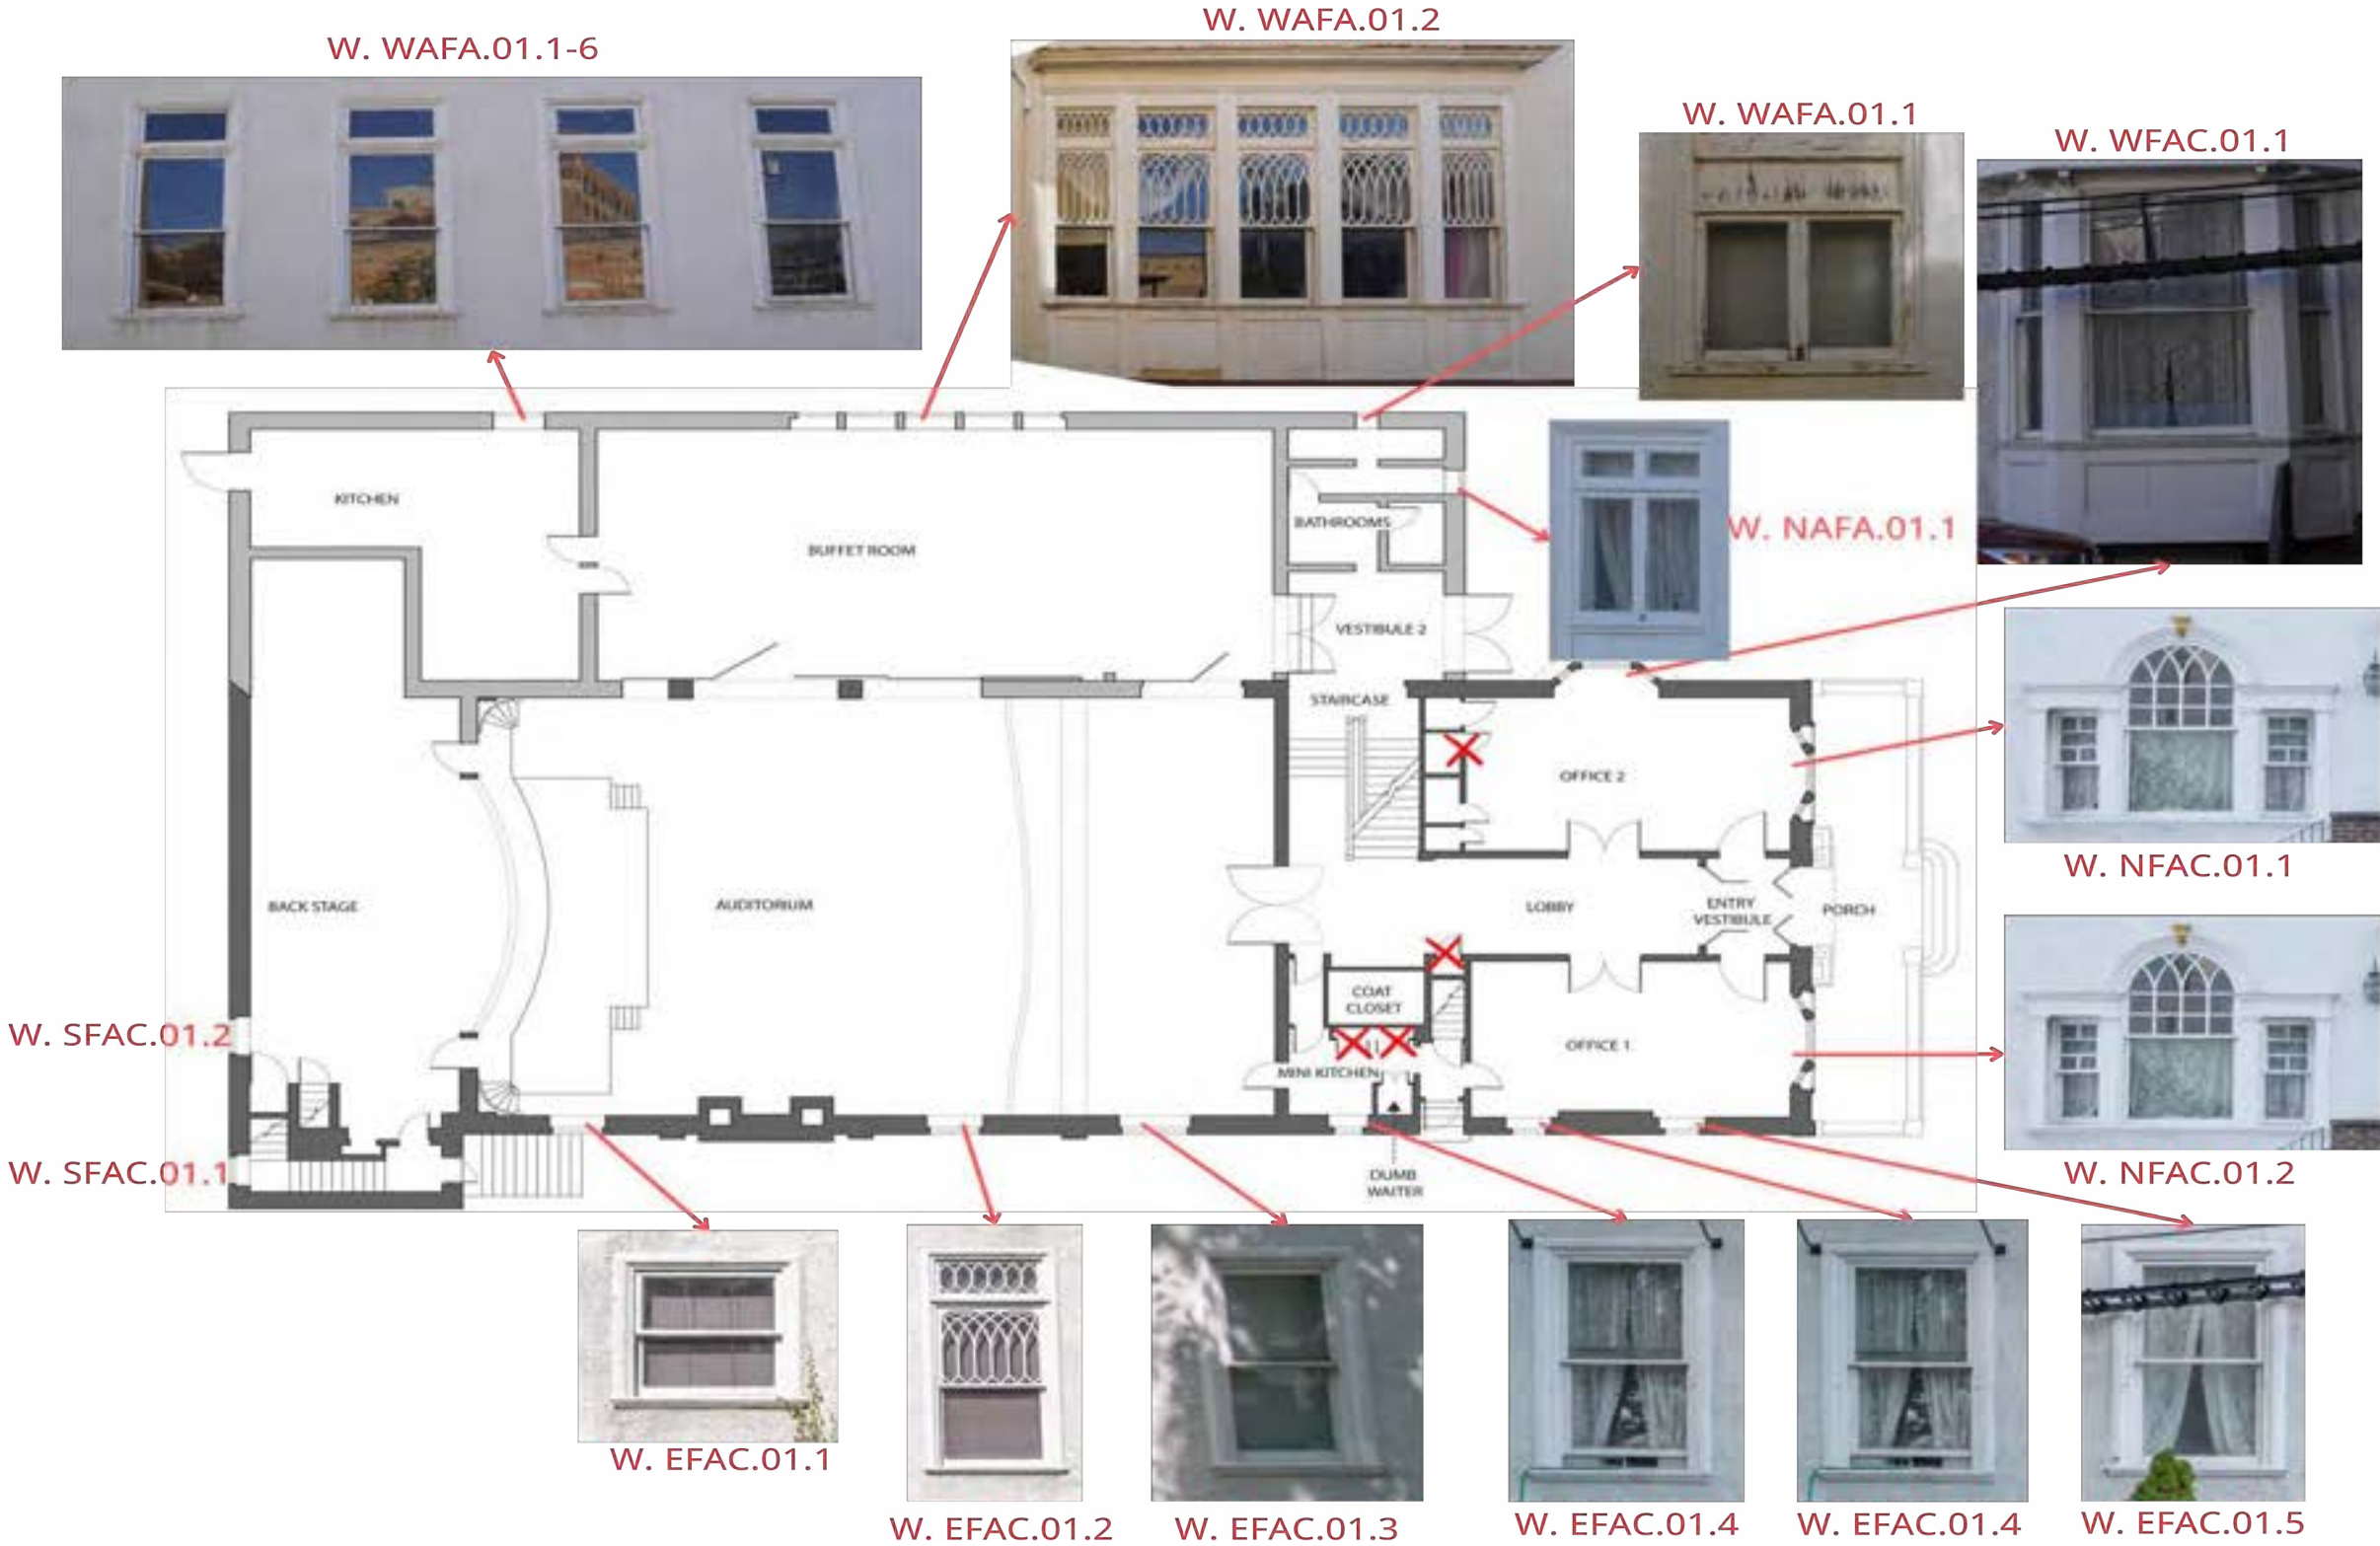 W. WAFA.01.2
W. WAFA.01.1-6
W. WAFA.01.1
W. WFAC.01.1
KITCHEN
BATHROOMS
W. NAFA.01.1
BUFFET ROOM
VESTIBULE 2
STAIRCASE
OFFICE 2
W. NFAC.01.1
BACK STAGE
AUDITORIUM
LOBBY
ENTRY
VESTIBULE
PORCH
COAT
CLOSET
W. SFAC.01.2
OFFICE 1
MINI KITCHEN
W. SFAC.01.1
DUMB
WAITER
W. NFAC.01.2
W. EFAC.01.1
W. EFAC.01.2
W. EFAC.01.3
W. EFAC.01.4
W. EFAC.01.4
W. EFAC.01.5